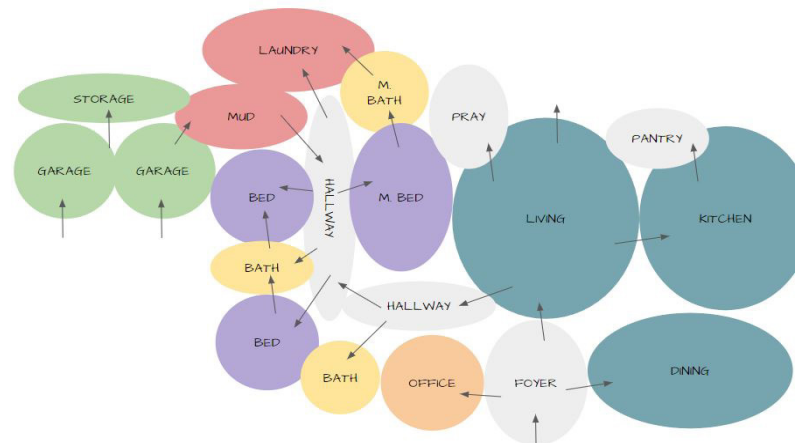 LAUNDRY
M.
BATH
STORAGE
MUD
PRAY
PANTRY
GARAGE
GARAGE
BED
HALLWAY
M. BED
LIVING
KITCHEN
BATH
HALLWAY
BED
BATH
OFFICE
FOYER
DINING